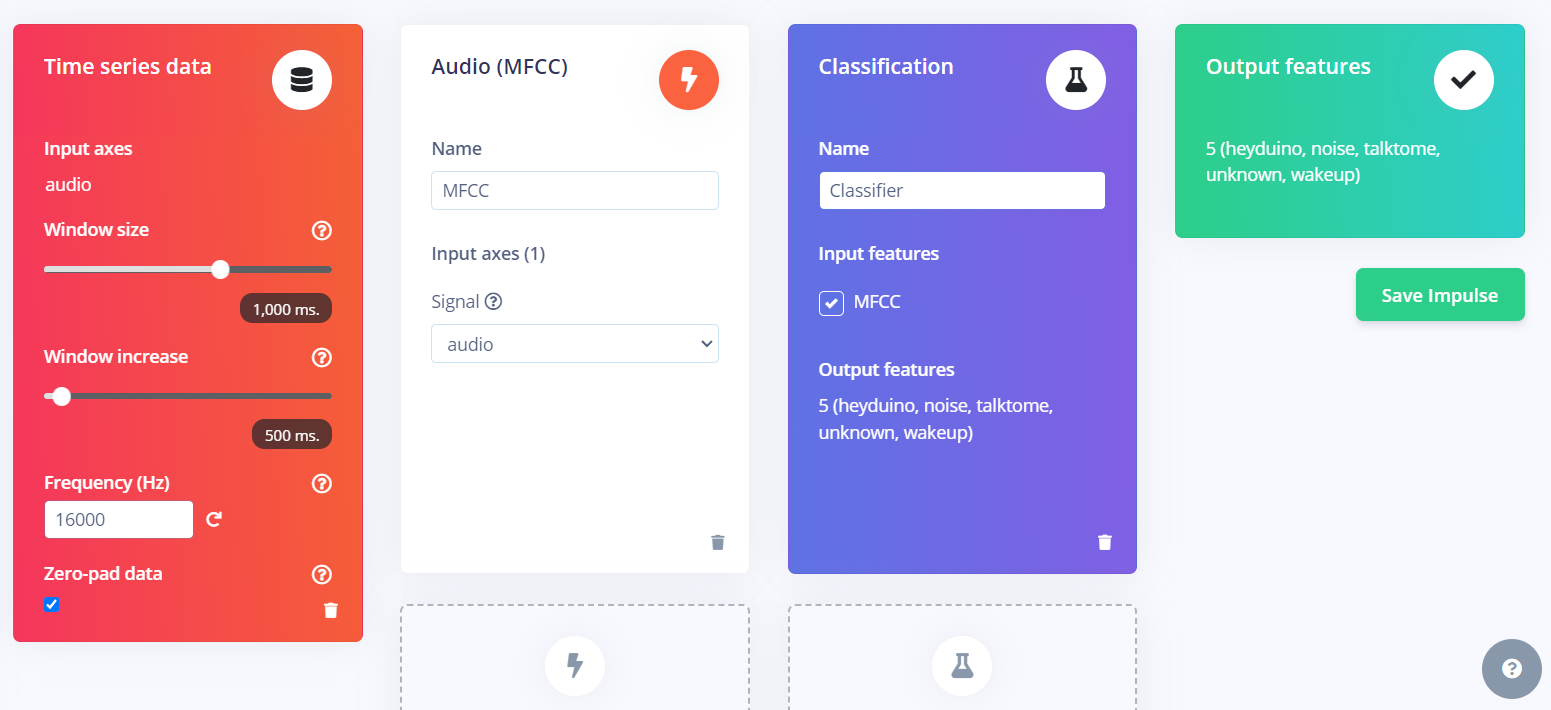 Time series data
Input axes
audio
Window size
1,000 ms.
Window increase
500 ms.
Frequency (Hz)
16000
Zero-pad data
Audio (MFCC)
Name
MFCC
Input axes (1)
Signal
audio
Classification
Name
Classifier
Input features
MFCC
Output features
5 (heyduino, noise, talktome,
unknown, wakeup)
Output features
5 (heyduino, noise, talktome,
unknown, wakeup)
Save Impulse